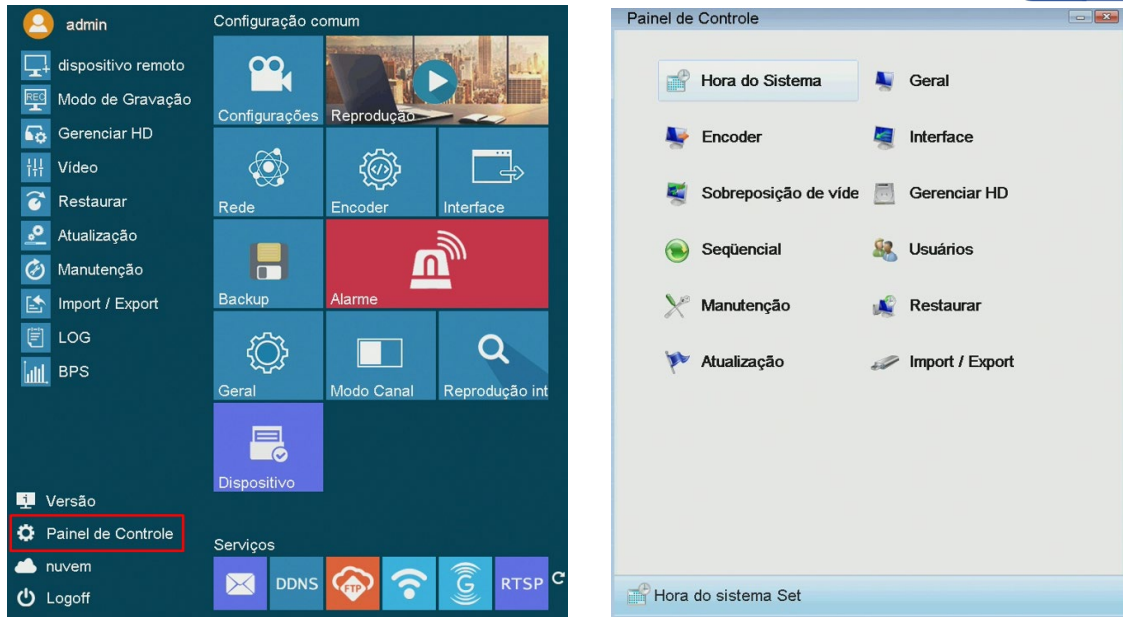 admin
dispositivo remoto
REC
Modo de Gravação
Gerenciar HD
Vídeo
Restaurar
Atualização
Manutenção
Import / Export
LOG
BPS
Versão
Painel de Controle
nuvem
Logoff
Configuração comum
Configurações
Reprodução
Rede
Encoder
Interface
Backup
Alarme
Geral
Modo Canal
Reprodução int
Dispositivo
Serviços
DDNS
FTP
G
RTSP
Painel de Controle
Hora do Sistema
Geral
Encoder
Interface
Sobreposição de víde
Gerenciar HD
Seqüencial
Usuários
Manutenção
Restaurar
Atualização
Import / Export
Hora do sistema Set